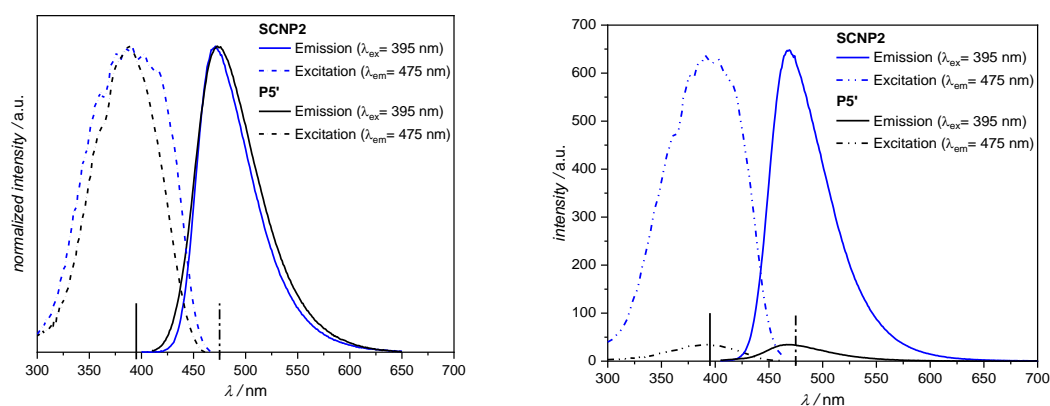 normalized intensity / a.u.
SCNP2
Emission (λex= 395 nm)
Excitation (λem= 475 nm)
P5'
Emission (λex= 395 nm)
Excitation (λem= 475 nm)
300 350 400 450 500 550 600 650 700
λ / nm
intensity / a.u.
700
600
500
400
300
200
100
0
SCNP2
Emission (λex= 395 nm)
Excitation (λem= 475 nm)
P5'
Emission (λex= 395 nm)
Excitation (λem= 475 nm)
300 350 400 450 500 550 600 650 700
λ / nm